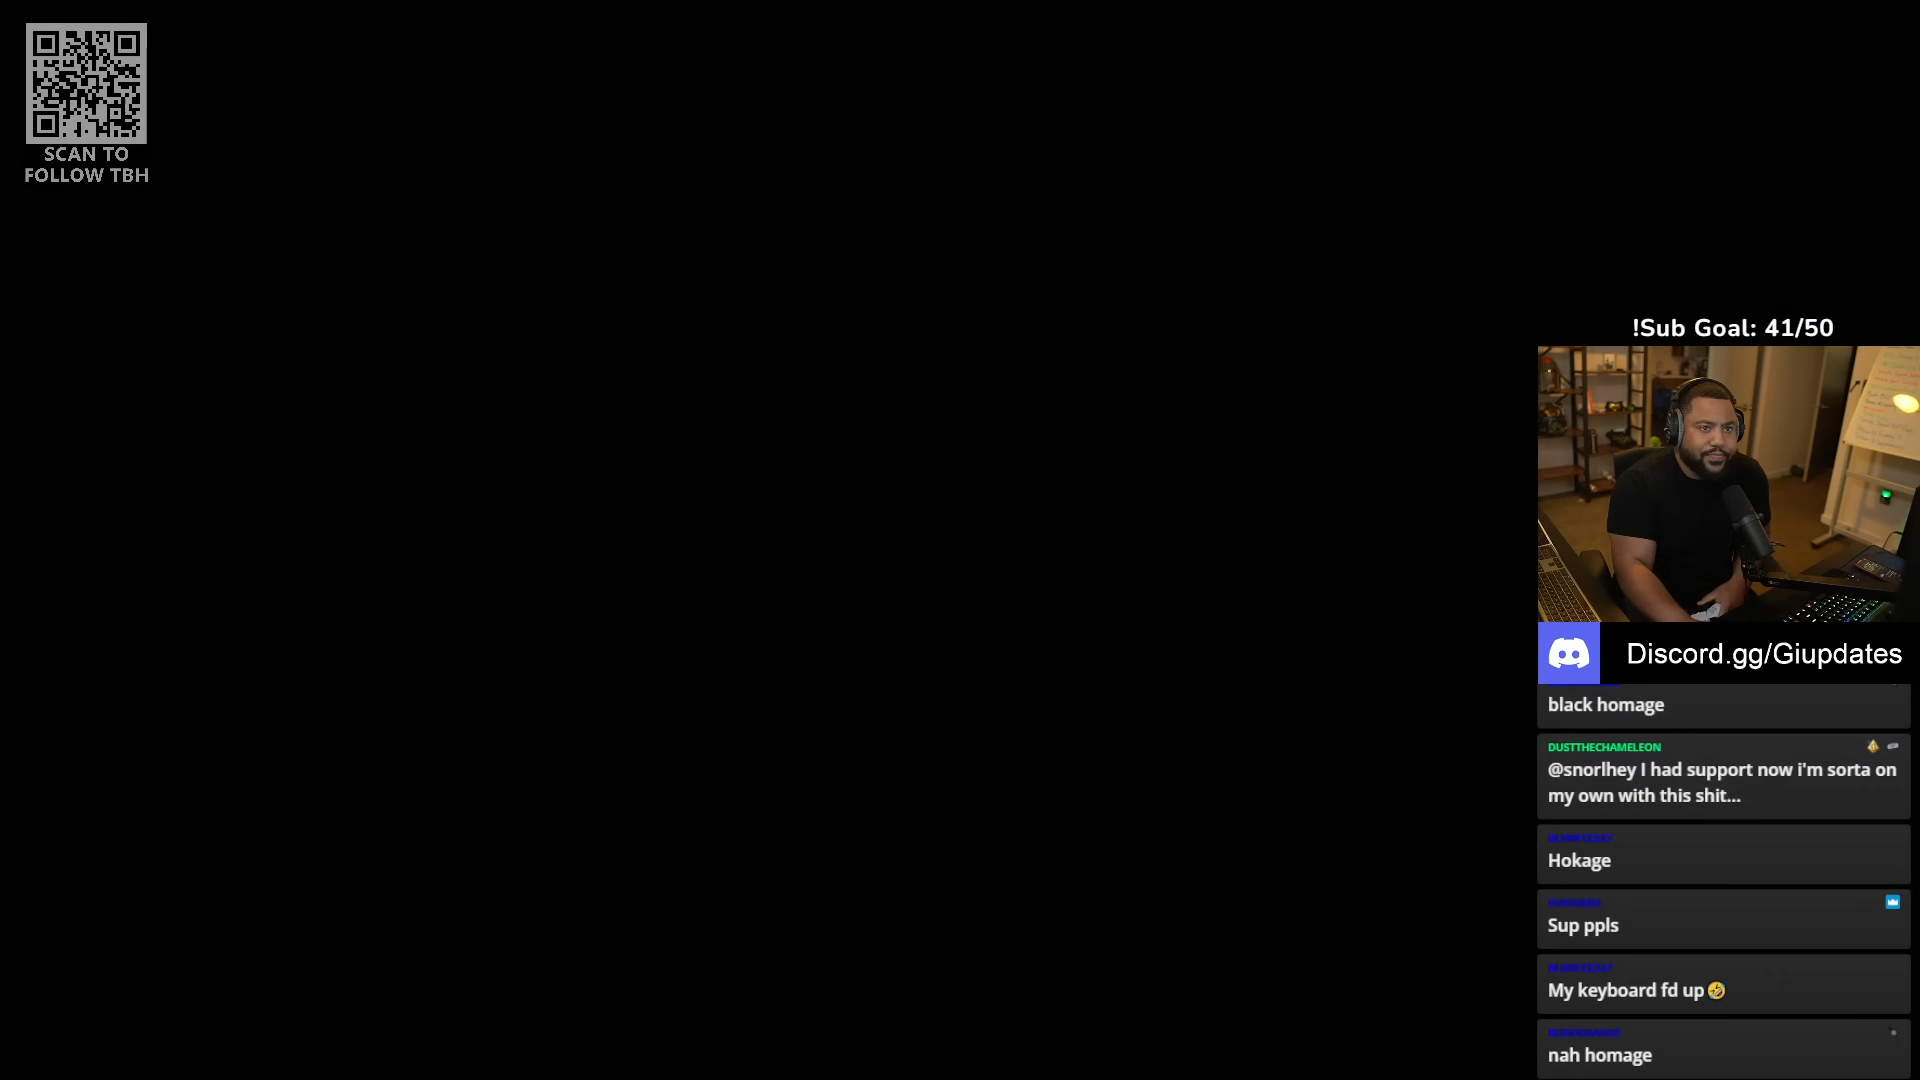 SCAN TO
FOLLOW TBH
!Sub Goal: 41/50
Discord.gg/Giupdates
black homage
DUSTTHECHAMELEON
@snorlhey I had support now i'm sorta on
my own with this shit...
Hokage
Sup ppls
My keyboard fd up🤣
nah homage